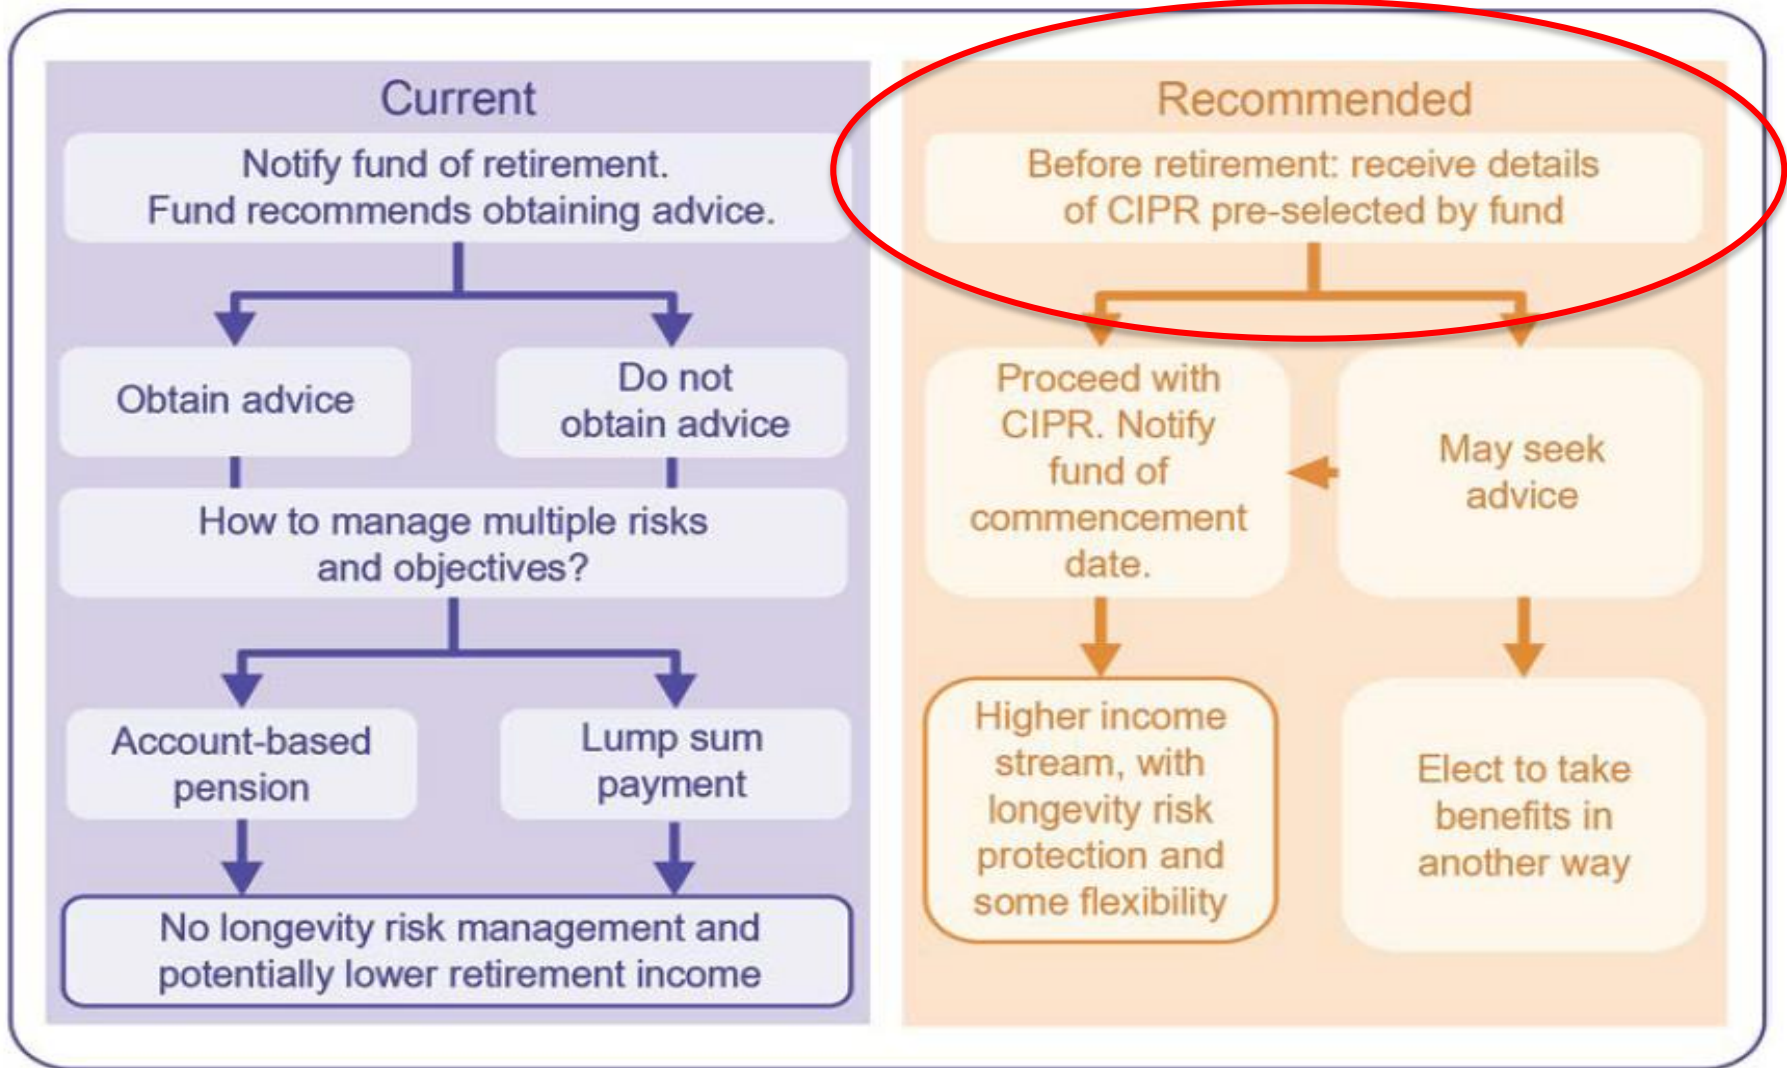 Current
Notify fund of retirement.
Fund recommends obtaining advice.
Obtain advice
Do not
obtain advice
How to manage multiple risks
and objectives?
Account-based
pension
Lump sum
payment
No longevity risk management and
potentially lower retirement income
Recommended
Before retirement: receive details
of CIPR pre-selected by fund
Proceed with
CIPR. Notify
fund of
commencement
date.
May seek
advice
Higher income
stream, with
longevity risk
protection and
some flexibility
Elect to take
benefits in
another way